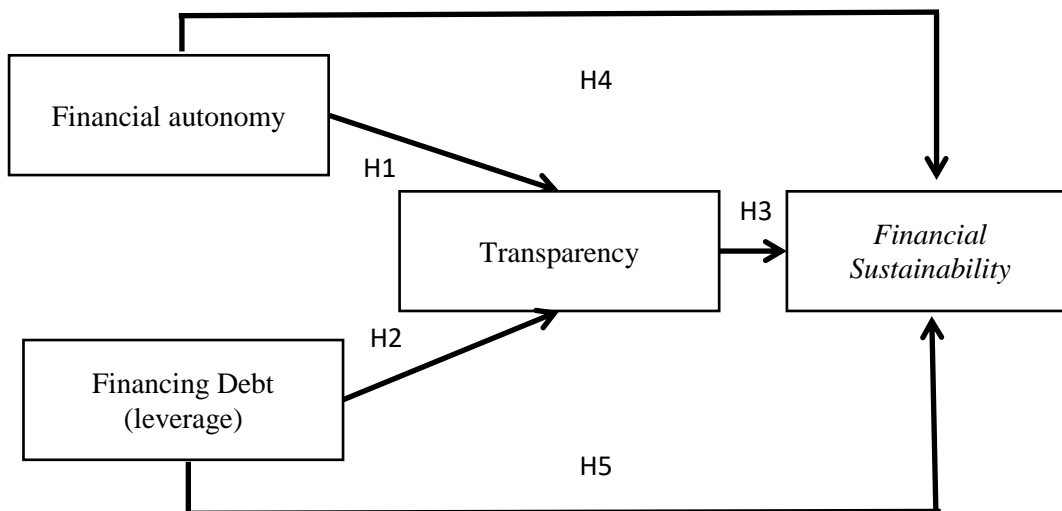 H4
Financial autonomy
H1
H3
Transparency
Financial
Sustainability
H2
Financing Debt
(leverage)
H5